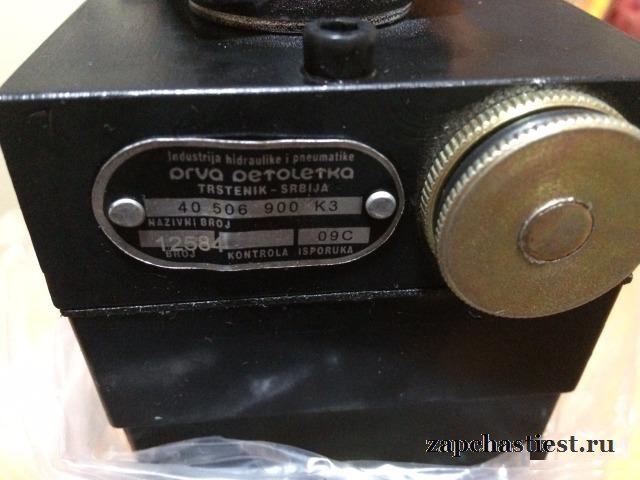 Industrija hidraulike i pneumatike
prva petoletka
TRSTENIK - SRBIJA
40 506 900 K3
NAZIVNI BROJ
12584 09C
BROJ KONTROLA ISPORUKA
zapchastiest.ru